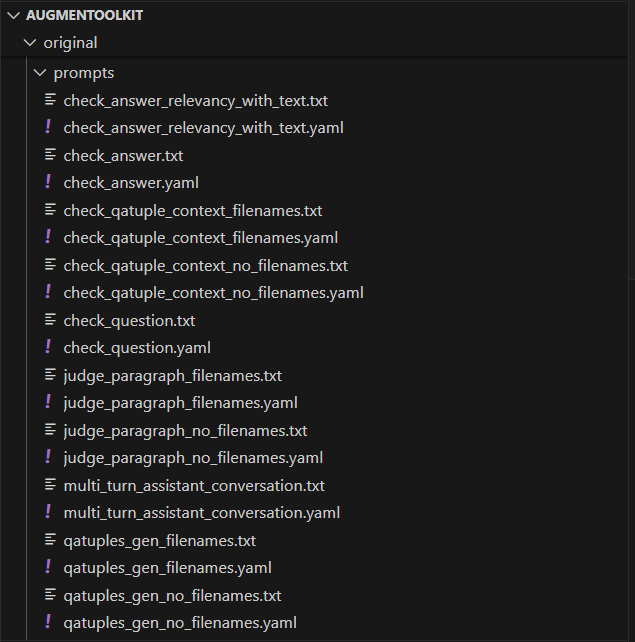 AUGMENTOOLKIT
original
prompts
check_answer_relevancy_with_text.txt
! check_answer_relevancy_with_text.yaml
check_answer.txt
! check_answer.yaml
check_qatuple_context_filenames.txt
! check_qatuple_context_filenames.yaml
check_qatuple_context_no_filenames.txt
! check_qatuple_context_no_filenames.yaml
check_question.txt
! check_question.yaml
judge_paragraph_filenames.txt
! judge_paragraph_filenames.yaml
judge_paragraph_no_filenames.txt
! judge_paragraph_no_filenames.yaml
multi_turn_assistant_conversation.txt
! multi_turn_assistant_conversation.yaml
qatuples_gen_filenames.txt
! qatuples_gen_filenames.yaml
qatuples_gen_no_filenames.txt
! qatuples_gen_no_filenames.yaml